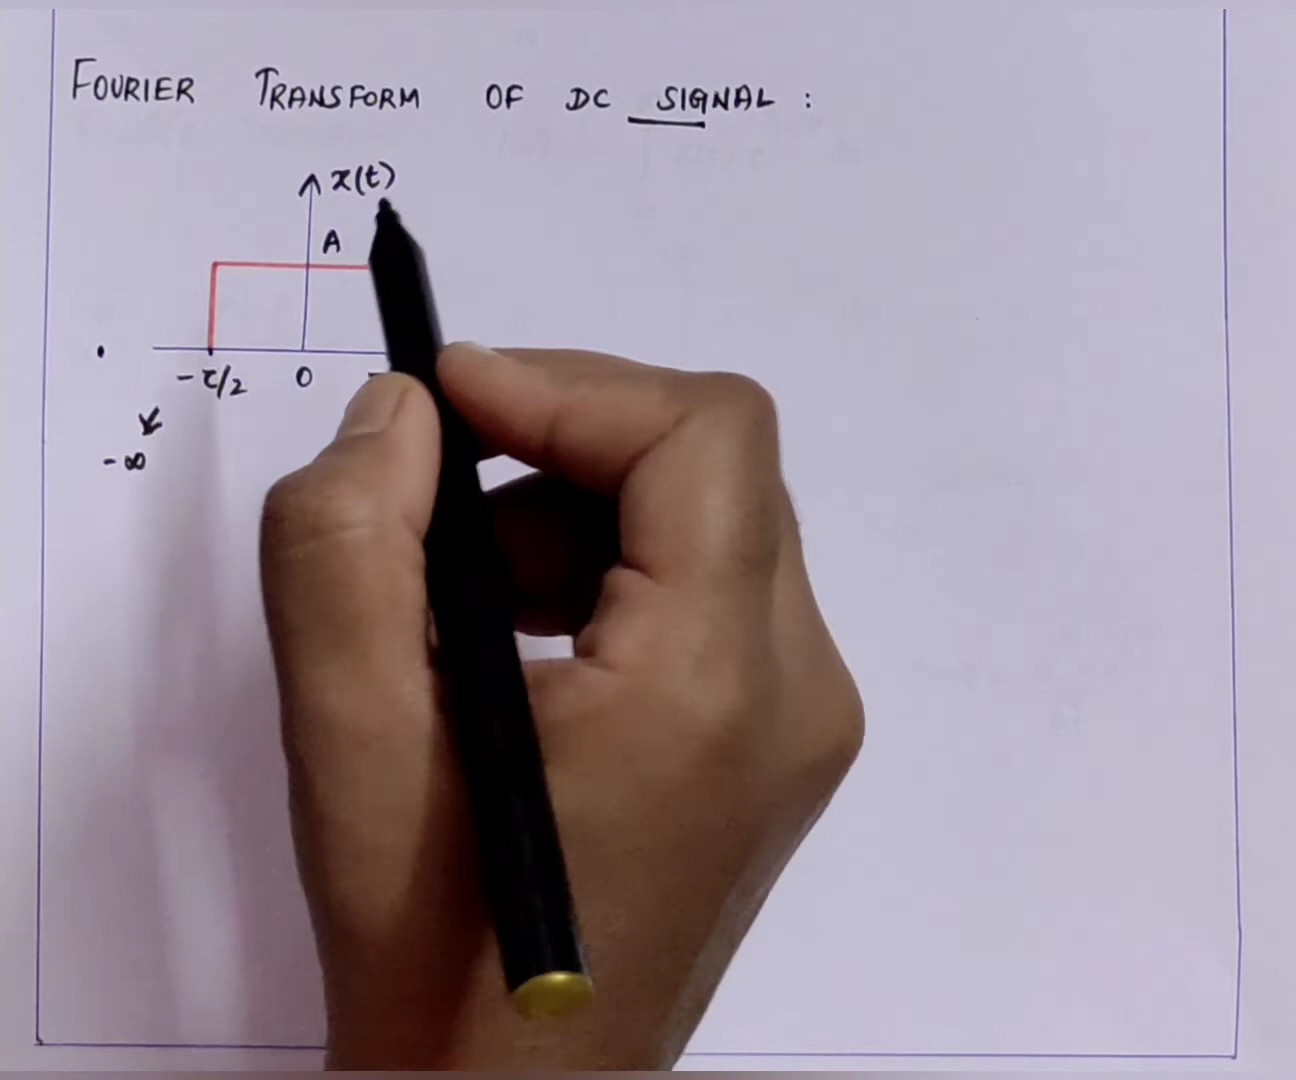 FOURIER TRANSFORM OF DC SIGNAL :
x(t)
A
-τ/2 0
-∞